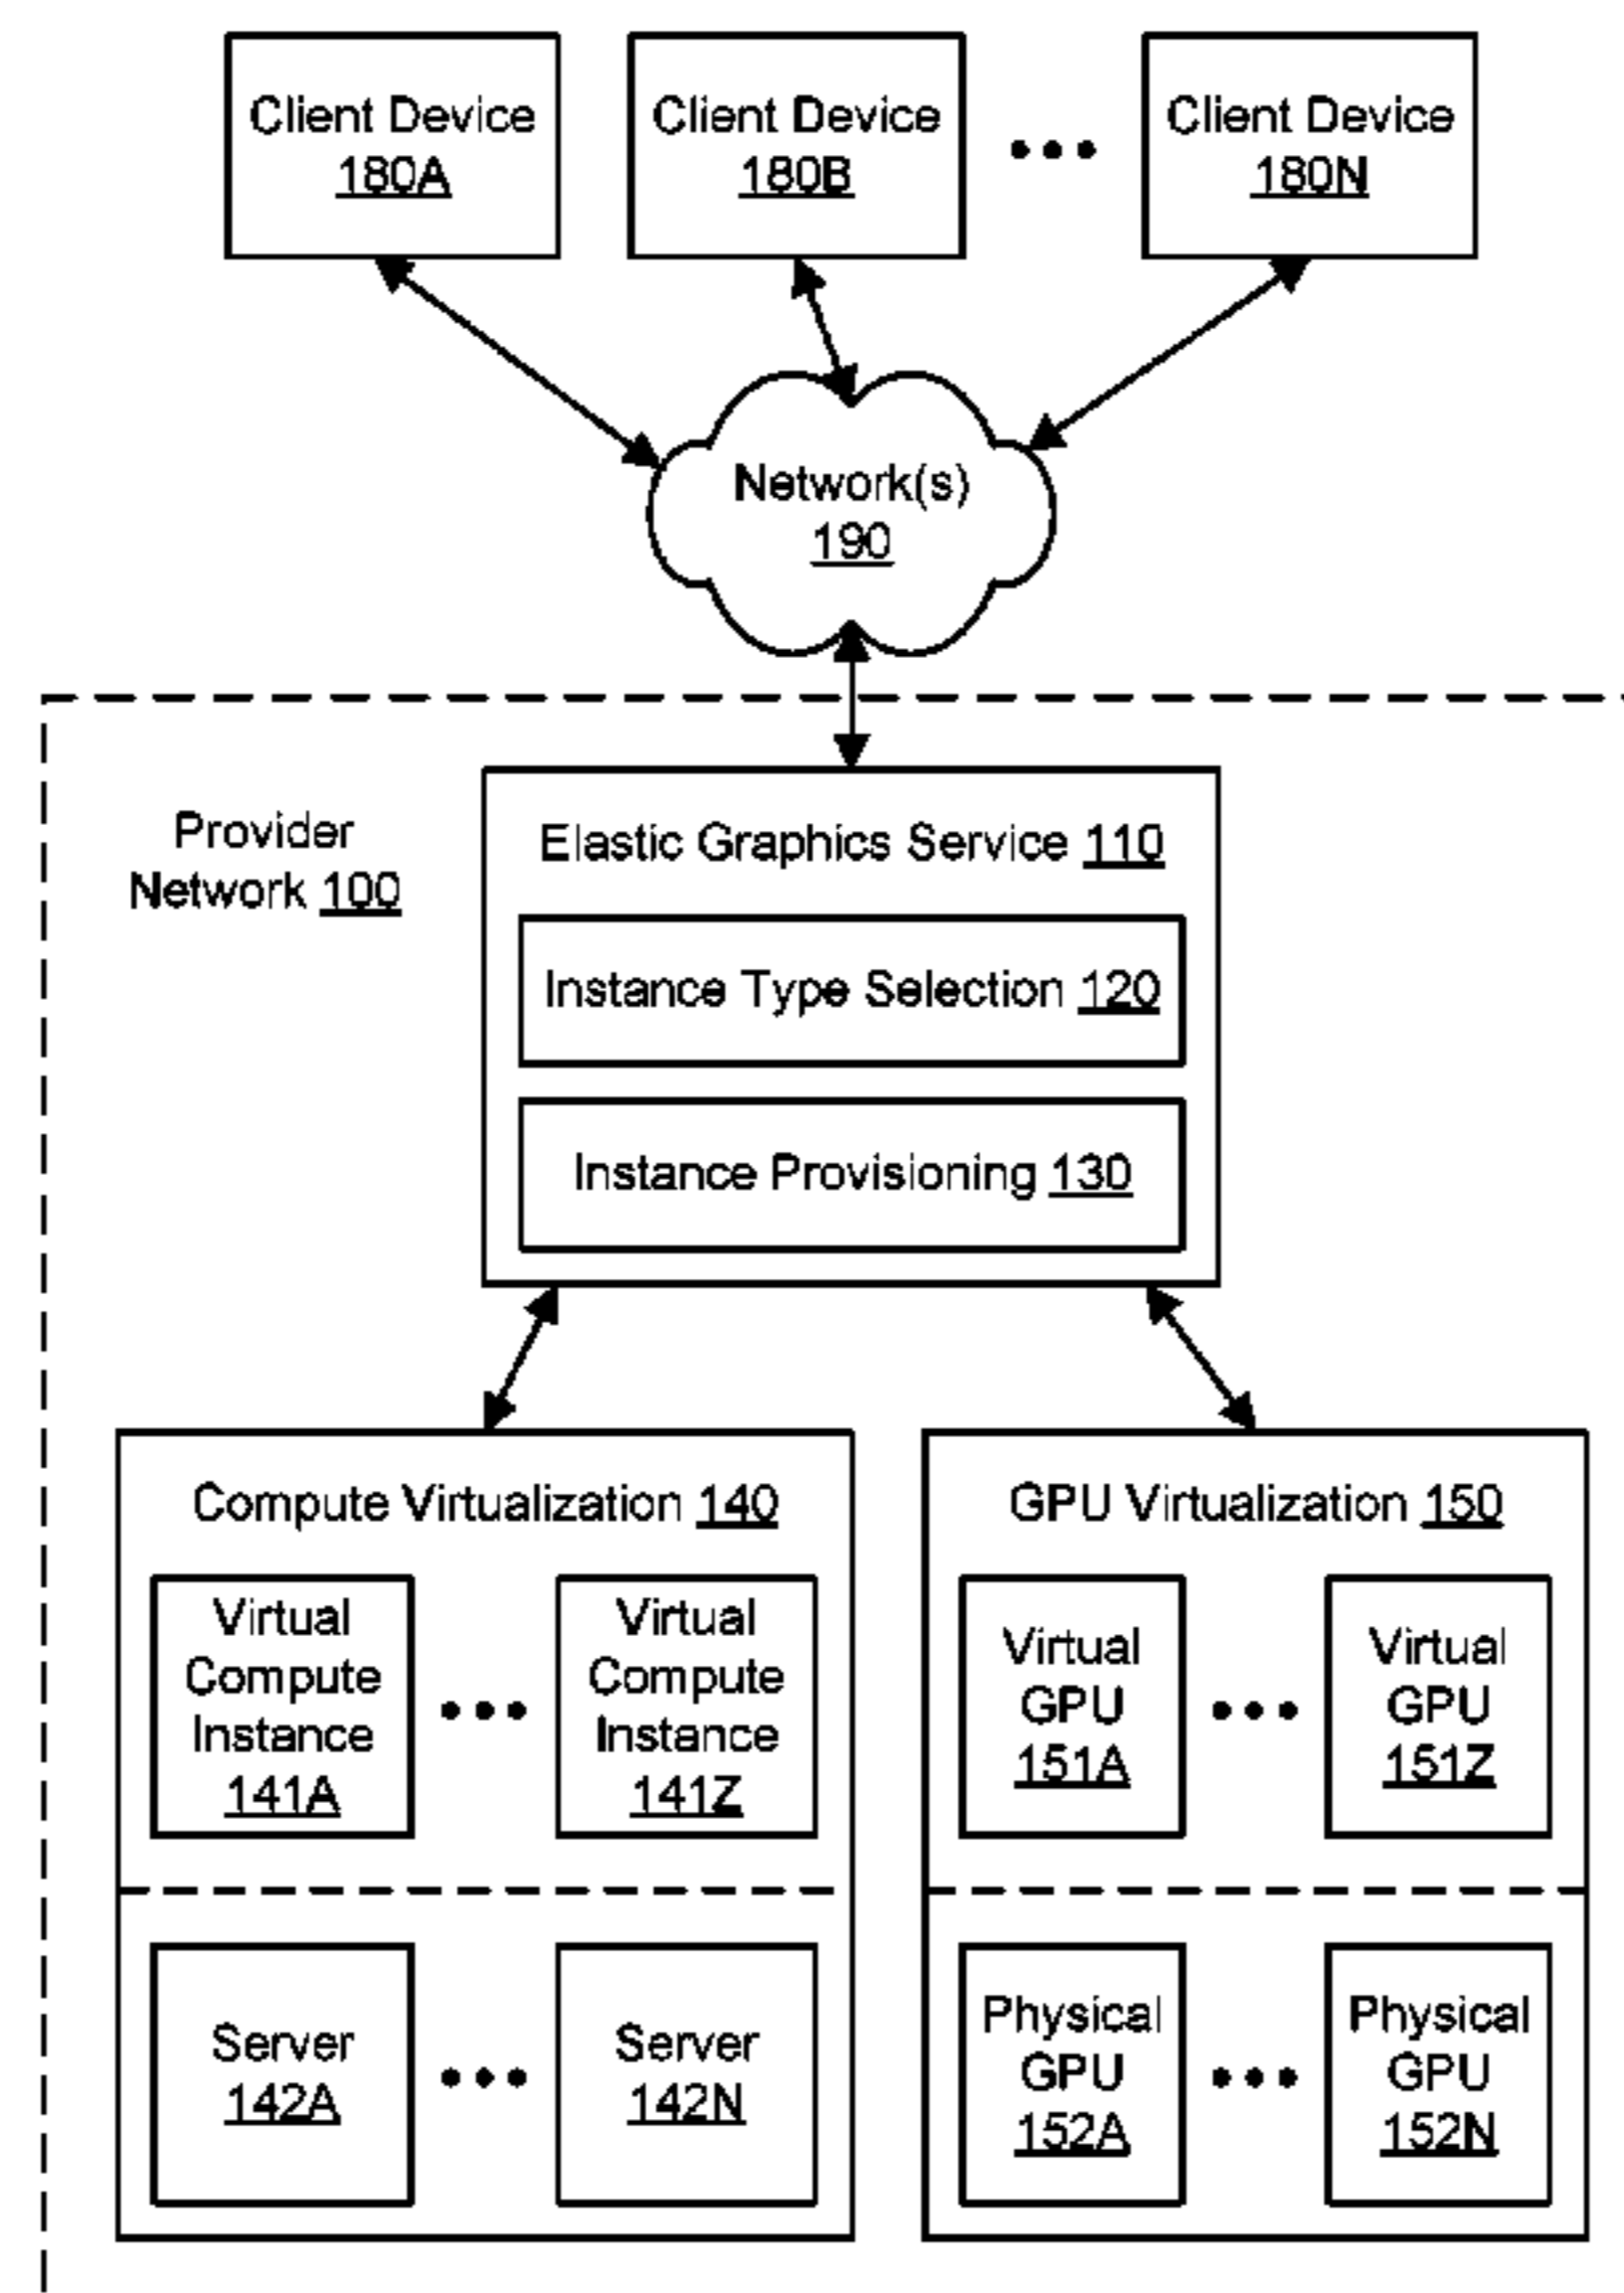 Client Device
180A
Client Device
180B
Client Device
180N
Network(s)
190
Provider
Network 100
Elastic Graphics Service 110
Instance Type Selection 120
Instance Provisioning 130
Compute Virtualization 140
Virtual
Compute
Instance
141A
Virtual
Compute
Instance
141Z
Server
142A
Server
142N
GPU Virtualization 150
Virtual
GPU
151A
Virtual
GPU
151Z
Physical
GPU
152A
Physical
GPU
152N